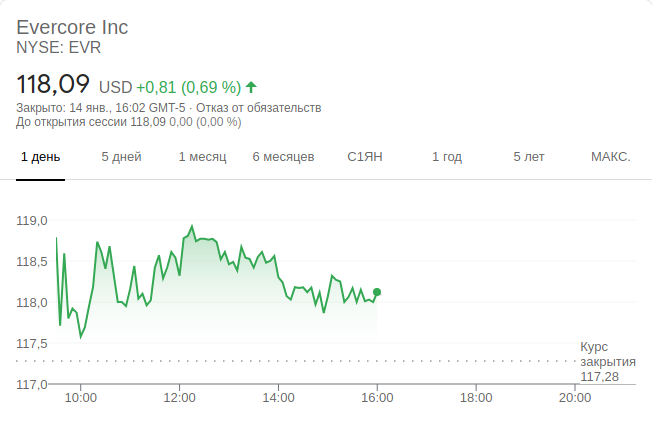 Evercore Inc
NYSE: EVR
118,09 USD +0,81 (0,69 %)
Закрыто: 14 янв., 16:02 GMT-5 · Отказ от обязательств
До открытия сессии 118,09 0,00 (0,00 %)
1 день 5 дней 1 месяц 6 месяцев С1ЯН 1 год 5 лет МАКС.
119,0
118,5
118,0
117,5
Курс
закрытия
117,28
117,0
10:00 12:00 14:00 16:00 18:00 20:00